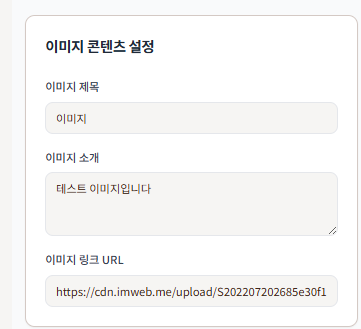 이미지 콘텐츠 설정
이미지 제목
이미지
이미지 소개
테스트 이미지입니다
이미지 링크 URL
https://cdn.imweb.me/upload/S202207202685e30f1